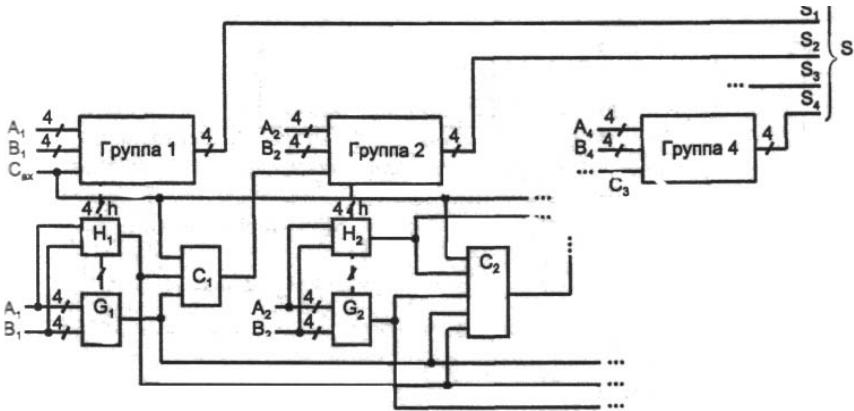 S₁
S₂
S
S₃
S₄
A₁ 4
B₁ 4
C вх
Группа 1
4
A₂ 4
B₂ 4
Группа 2
4
A₄ 4
B₄ 4
C₃
Группа 4
4
4 h
H₁
C₁
A₁ 4
B₁ 4
G₁
4 h
H₂
C₂
A₂ 4
B₂ 4
G₂
...
...
...
...
...
...
...
...
...